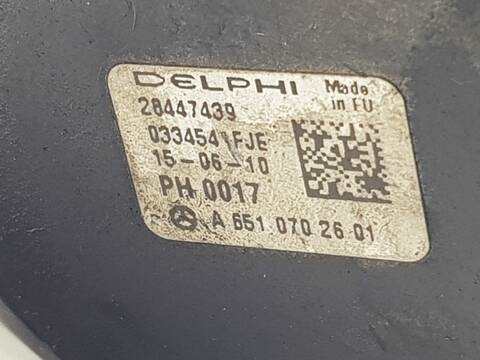 DELPHI Made
in EU
28447439
033454 FJE
15-06-10
PH 0017
A 651 070 26 01